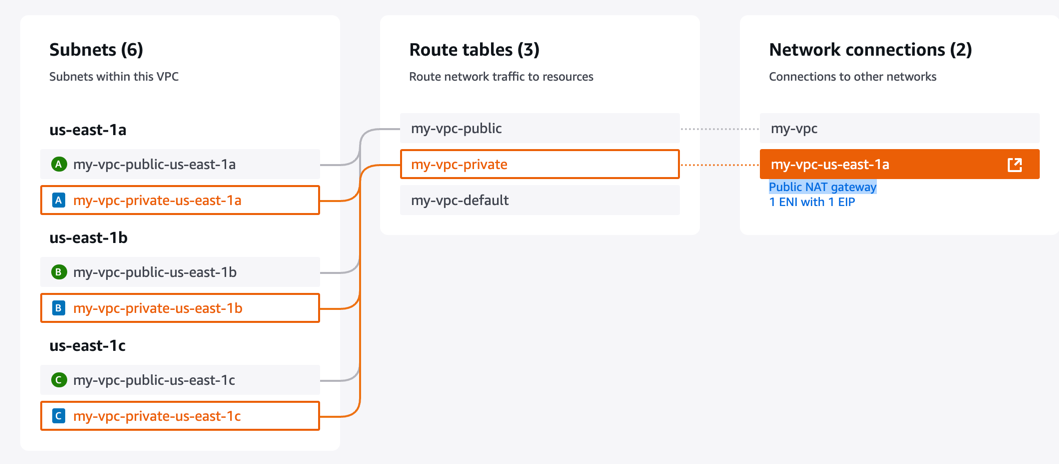 Subnets (6)
Subnets within this VPC
us-east-1a
A my-vpc-public-us-east-1a
A my-vpc-private-us-east-1a
us-east-1b
B my-vpc-public-us-east-1b
B my-vpc-private-us-east-1b
us-east-1c
C my-vpc-public-us-east-1c
C my-vpc-private-us-east-1c
Route tables (3)
Route network traffic to resources
my-vpc-public
my-vpc-private
my-vpc-default
Network connections (2)
Connections to other networks
my-vpc
my-vpc-us-east-1a
Public NAT gateway
1 ENI with 1 EIP